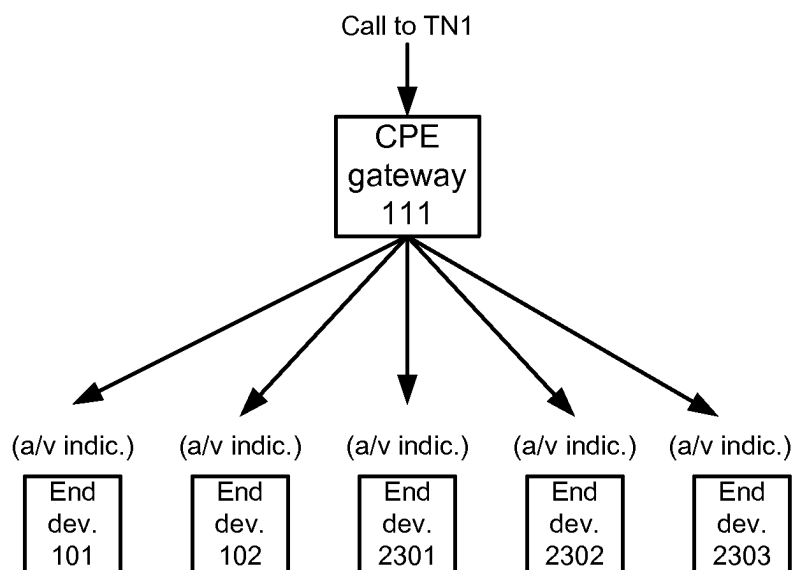 Call to TN1
CPE
gateway
111
(a/v indic.) (a/v indic.) (a/v indic.) (a/v indic.) (a/v indic.)
End
dev.
101
End
dev.
102
End
dev.
2301
End
dev.
2302
End
dev.
2303